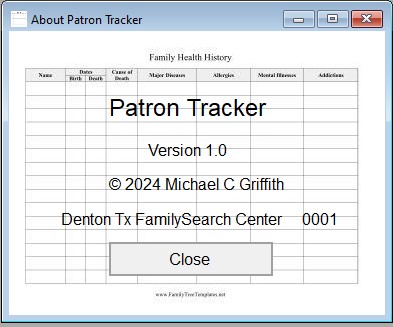 About Patron Tracker
Family Health History
Name Dates Cause of Death Major Diseases Allergies Mental Illnesses Addictions
Birth Death
Patron Tracker
Version 1.0
© 2024 Michael C Griffith
Denton Tx FamilySearch Center 0001
Close
www.FamilyTreeTemplates.net